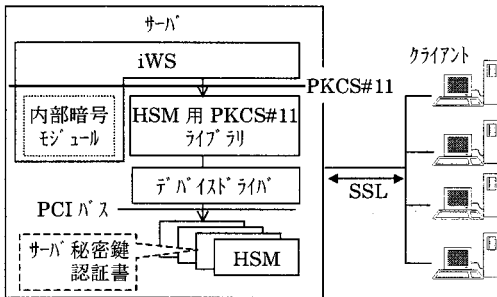 サーバ
iWS
クライアント
PKCS#11
内部暗号
モジュール
HSM 用 PKCS#11
ライブラリ
デバイスドライバ
SSL
PCI バス
サーバ 秘密鍵
認証書
HSM